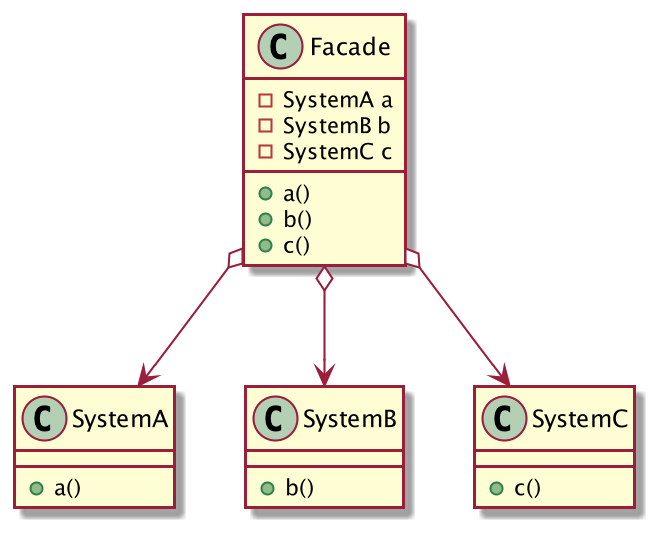 C Facade
SystemA a
SystemB b
SystemC c
a()
b()
c()
C SystemA
a()
C SystemB
b()
C SystemC
c()